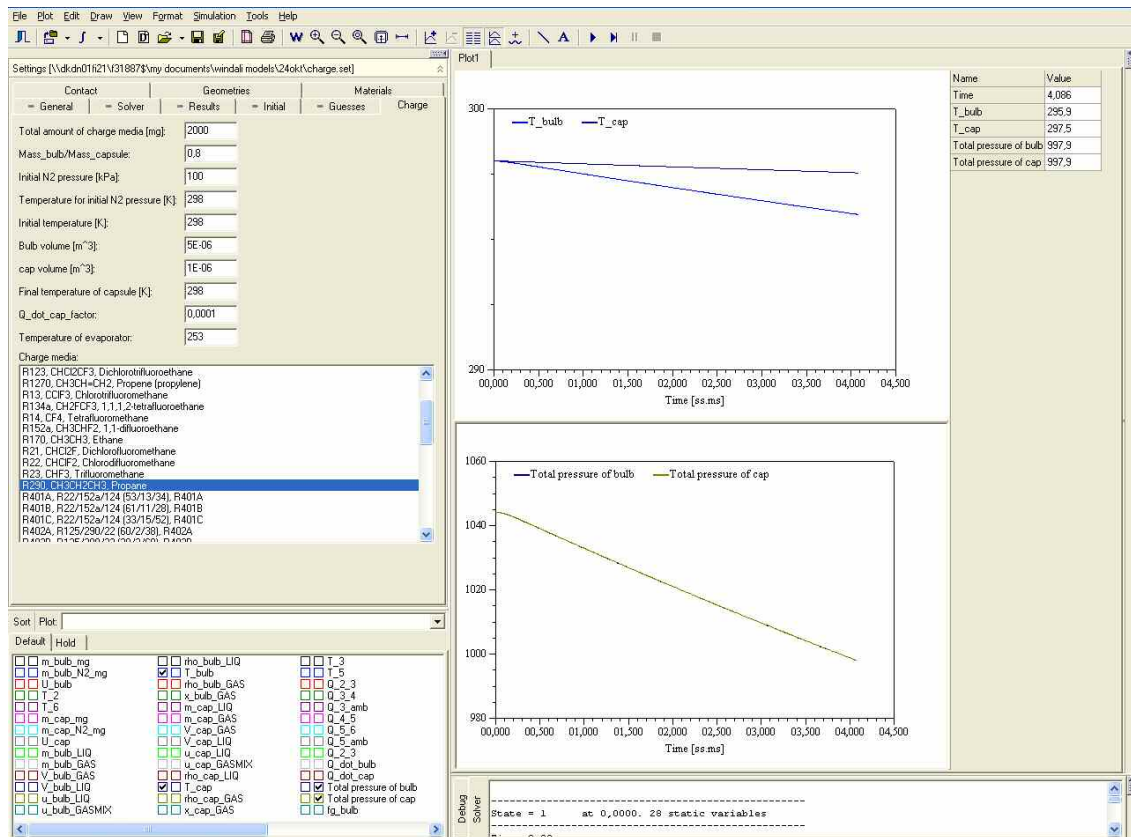 File Plot Edit Draw View Format Simulation Tools Help
Settings [\\dkdn01fi21\f31887$\my documents\windali models\24okt\charge.set]
Contact Geometries Materials
General Solver Results Initial Guesses Charge
Total amount of charge media [mg]: 2000
Mass_bulb/Mass_capsule: 0,8
Initial N2 pressure [kPa]: 100
Temperature for initial N2 pressure [K]: 298
Initial temperature [K]: 298
Bulb volume [m^3]: 5E-06
cap volume [m^3]: 1E-06
Final temperature of capsule [K]: 298
Q_dot_cap_factor: 0,0001
Temperature of evaporator: 253
Charge media:
R123, CHCl2CF3, Dichlorotrifluoroethane
R1270, CH3CH=CH2, Propene (propylene)
R13, CClF3, Chlorotrifluoromethane
R134a, CH2FCF3, 1,1,1,2-tetrafluoroethane
R14, CF4, Tetrafluoromethane
R152a, CH3CHF2, 1,1-difluoroethane
R170, CH3CH3, Ethane
R21, CHCl2F, Dichlorofluoromethane
R22, CHClF2, Chlorodifluoromethane
R23, CHF3, Trifluoromethane
R290, CH3CH2CH3, Propane
R401A, R22/152a/124 (53/13/34), R401A
R401B, R22/152a/124 (61/11/28), R401B
R401C, R22/152a/124 (33/15/52), R401C
R402A, R125/290/22 (60/2/38), R402A
Sort Plot:
Default Hold
m_bulb_mg rho_bulb_LIQ T_3
m_bulb_N2_mg T_bulb T_5
U_bulb rho_bulb_GAS Q_2_3
T_2 x_bulb_GAS Q_3_4
T_6 m_cap_LIQ Q_3_amb
m_cap_mg m_cap_GAS Q_4_5
m_cap_N2_mg V_cap_GAS Q_5_6
U_cap V_cap_LIQ Q_5_amb
m_bulb_LIQ u_cap_LIQ Q_2_3
m_bulb_GAS u_cap_GASMIX Q_dot_bulb
V_bulb_GAS rho_cap_LIQ Q_dot_cap
V_bulb_LIQ T_cap Total pressure of bulb
u_bulb_LIQ rho_cap_GAS Total pressure of cap
u_bulb_GASMIX x_cap_GAS fg_bulb
Plot1
300
T_bulb T_cap
290
00,000 00,500 01,000 01,500 02,000 02,500 03,000 03,500 04,000 04,500
Time [ss.ms]
1060
Total pressure of bulb Total pressure of cap
1040
1020
1000
980
00,000 00,500 01,000 01,500 02,000 02,500 03,000 03,500 04,000 04,500
Time [ss.ms]
Name Value
Time 4,086
T_bulb 295,9
T_cap 297,5
Total pressure of bulb 997,9
Total pressure of cap 997,9
Debug
Solver
State = 1 at 0,0000. 28 static variables